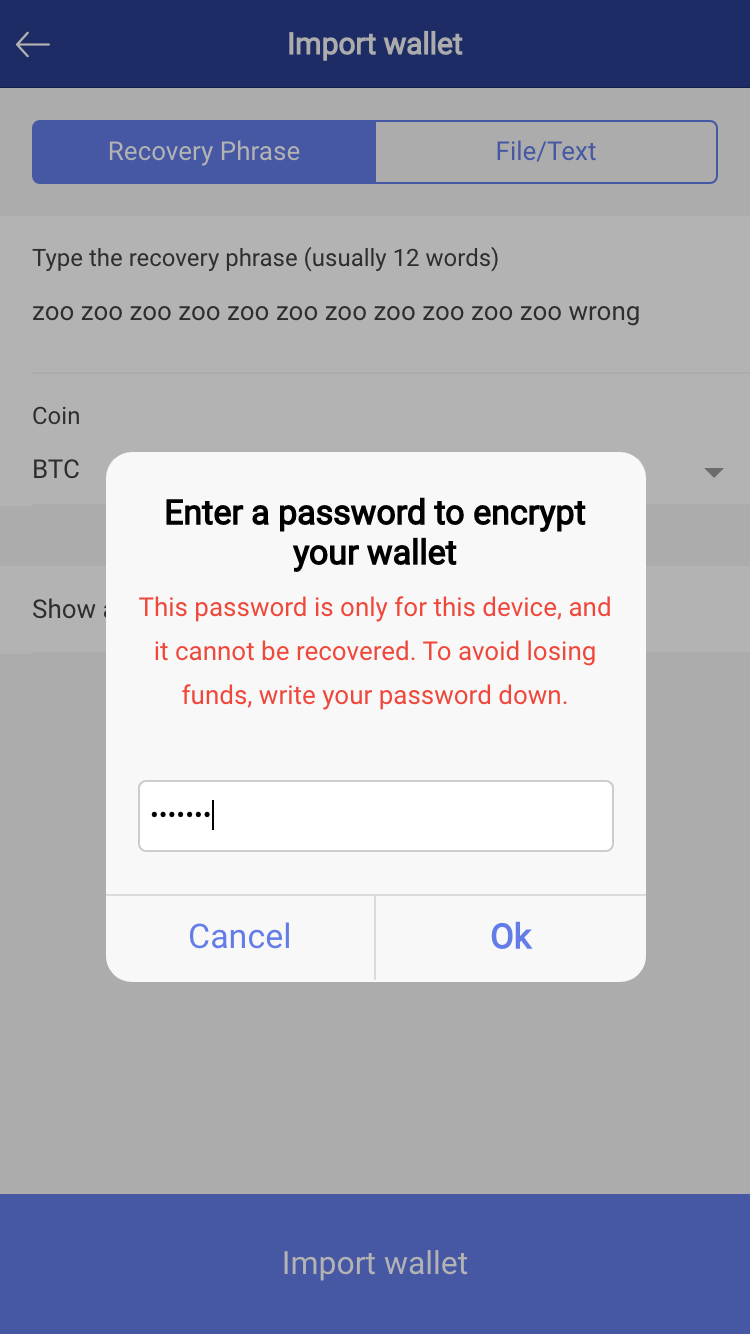 Import wallet
Recovery Phrase
File/Text
Type the recovery phrase (usually 12 words)
zoo zoo zoo zoo zoo zoo zoo zoo zoo zoo zoo wrong
Coin
BTC
Show
Enter a password to encrypt
your wallet
This password is only for this device, and
it cannot be recovered. To avoid losing
funds, write your password down.
•••••••
Cancel
Ok
Import wallet